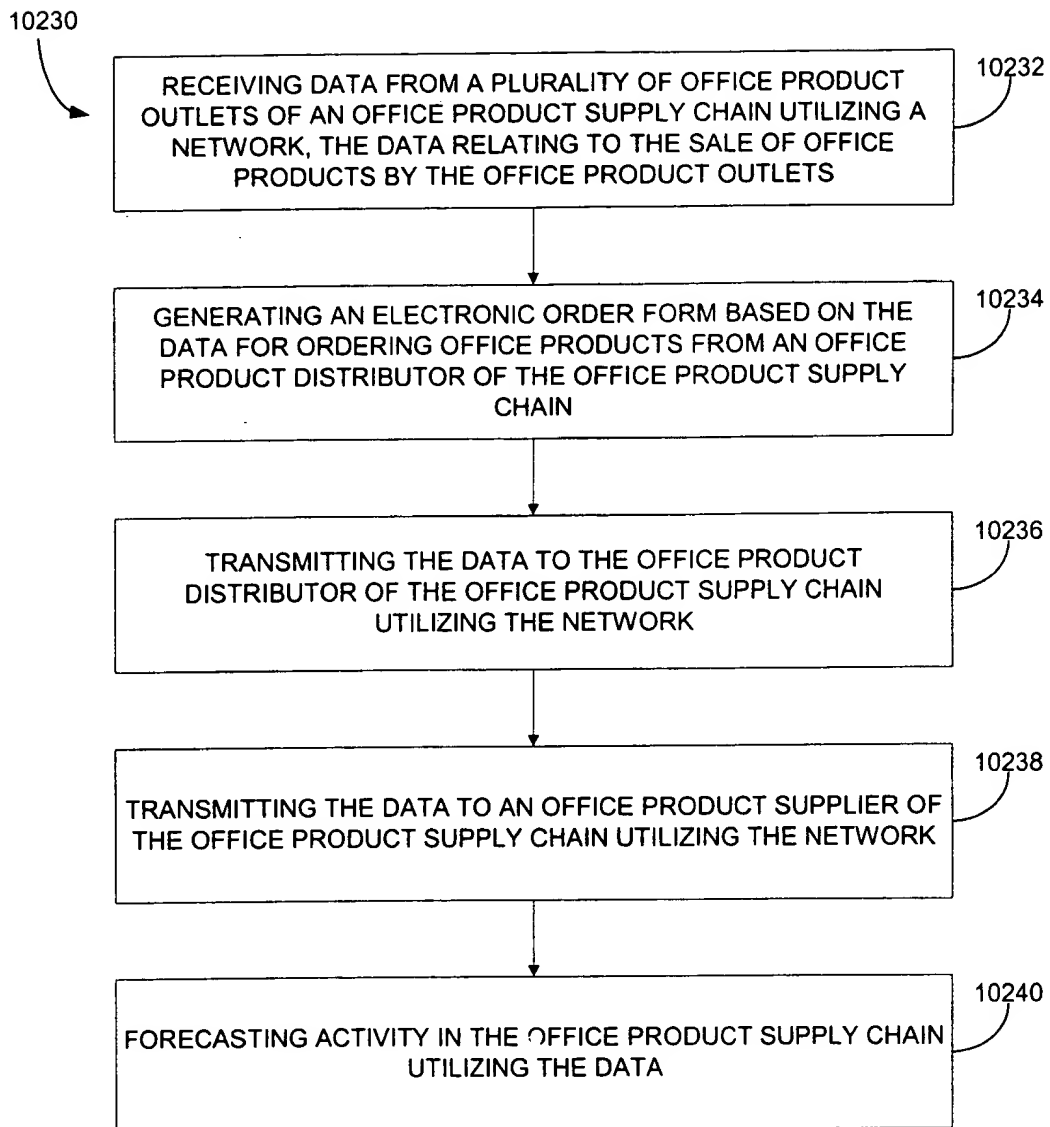 10230
10232
RECEIVING DATA FROM A PLURALITY OF OFFICE PRODUCT
OUTLETS OF AN OFFICE PRODUCT SUPPLY CHAIN UTILIZING A
NETWORK, THE DATA RELATING TO THE SALE OF OFFICE
PRODUCTS BY THE OFFICE PRODUCT OUTLETS
10234
GENERATING AN ELECTRONIC ORDER FORM BASED ON THE
DATA FOR ORDERING OFFICE PRODUCTS FROM AN OFFICE
PRODUCT DISTRIBUTOR OF THE OFFICE PRODUCT SUPPLY
CHAIN
10236
TRANSMITTING THE DATA TO THE OFFICE PRODUCT
DISTRIBUTOR OF THE OFFICE PRODUCT SUPPLY CHAIN
UTILIZING THE NETWORK
10238
TRANSMITTING THE DATA TO AN OFFICE PRODUCT SUPPLIER OF
THE OFFICE PRODUCT SUPPLY CHAIN UTILIZING THE NETWORK
10240
FORECASTING ACTIVITY IN THE OFFICE PRODUCT SUPPLY CHAIN
UTILIZING THE DATA